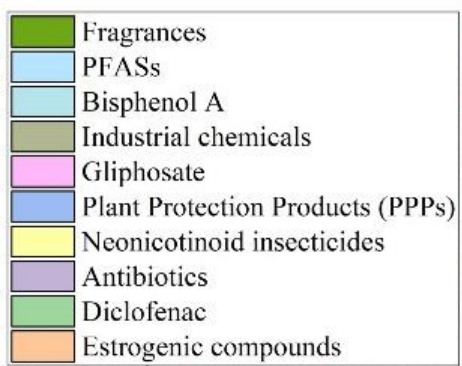 Fragrances
PFASs
Bisphenol A
Industrial chemicals
Gliphosate
Plant Protection Products (PPPs)
Neonicotinoid insecticides
Antibiotics
Diclofenac
Estrogenic compounds